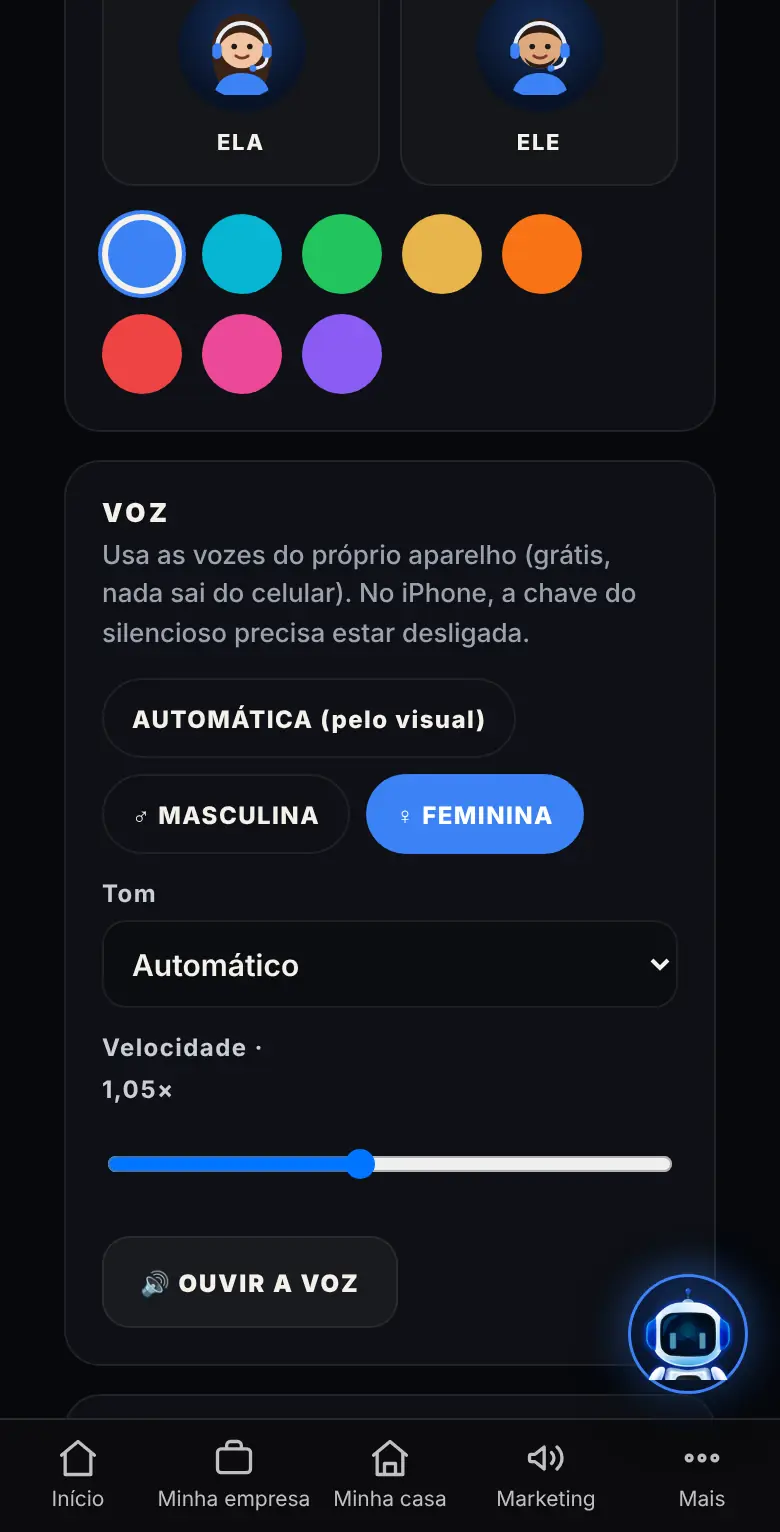 ELA
ELE
VOZ
Usa as vozes do próprio aparelho (grátis,
nada sai do celular). No iPhone, a chave do
silencioso precisa estar desligada.
AUTOMÁTICA (pelo visual)
♂ MASCULINA
♀ FEMININA
Tom
Automático
Velocidade ·
1,05×
🔊 OUVIR A VOZ
Início
Minha empresa
Minha casa
Marketing
Mais